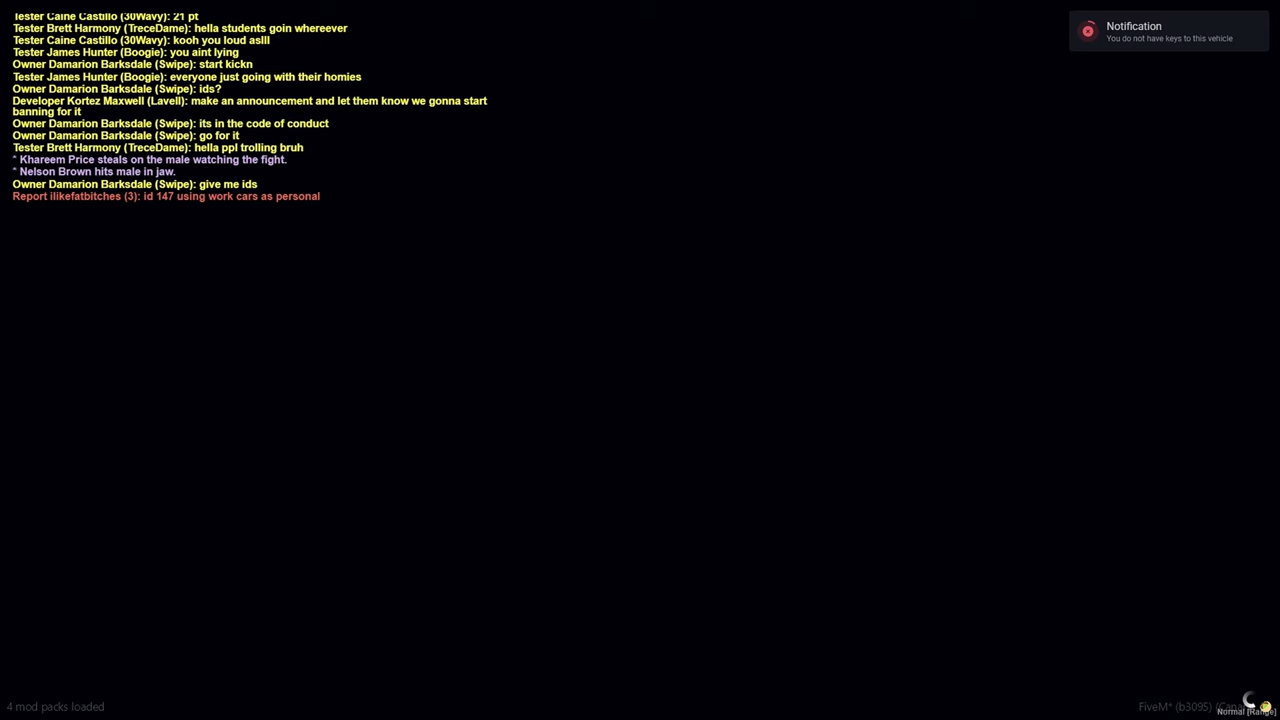 Tester Caine Castillo (30Wavy): 21 pt
Tester Brett Harmony (TreceDame): hella students goin whereever
Tester Caine Castillo (30Wavy): kooh you loud aslll
Tester James Hunter (Boogie): you aint lying
Owner Damarion Barksdale (Swipe): start kickn
Tester James Hunter (Boogie): everyone just going with their homies
Owner Damarion Barksdale (Swipe): ids?
Developer Kortez Maxwell (Lavell): make an announcement and let them know we gonna start
banning for it
Owner Damarion Barksdale (Swipe): its in the code of conduct
Owner Damarion Barksdale (Swipe): go for it
Tester Brett Harmony (TreceDame): hella ppl trolling bruh
* Khareem Price steals on the male watching the fight.
* Nelson Brown hits male in jaw.
Owner Damarion Barksdale (Swipe): give me ids
Report ilikefatbitches (3): id 147 using work cars as personal
Notification
You do not have keys to this vehicle
4 mod packs loaded
FiveM* (b3095)
Normal [Range]